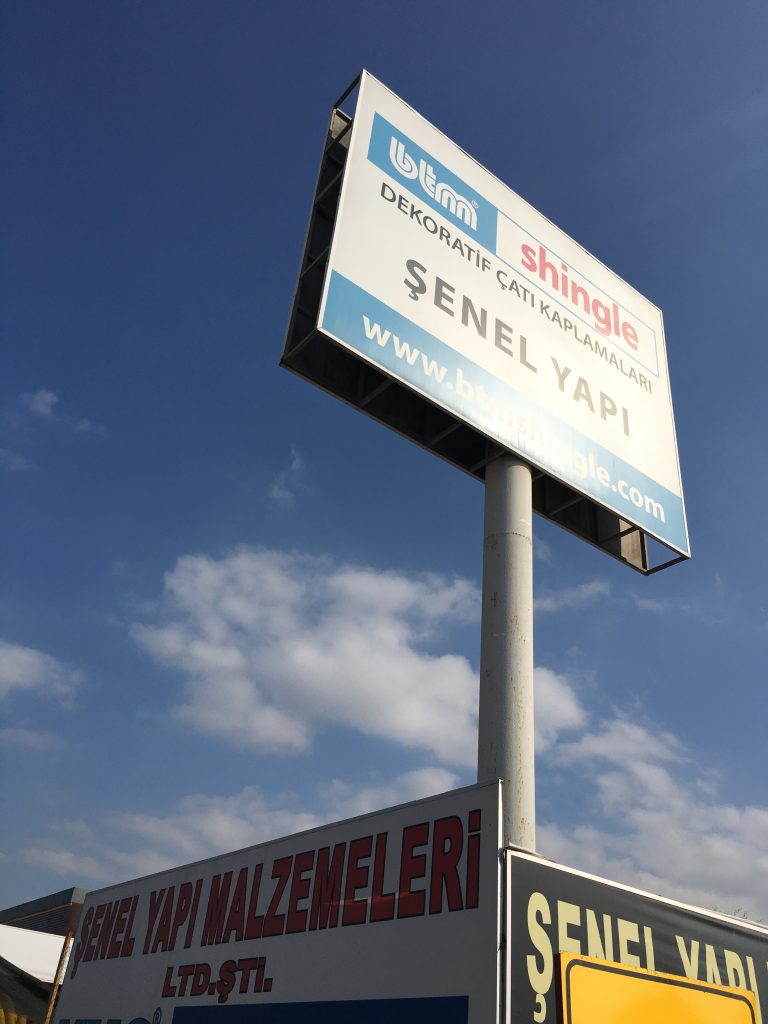 btm®
shingle
DEKORATİF ÇATI KAPLAMALARI
ŞENEL YAPI
www.btmshingle.com
ŞENEL YAPI MALZEMELERİ
LTD.ŞTİ.
ŞENEL YAPI